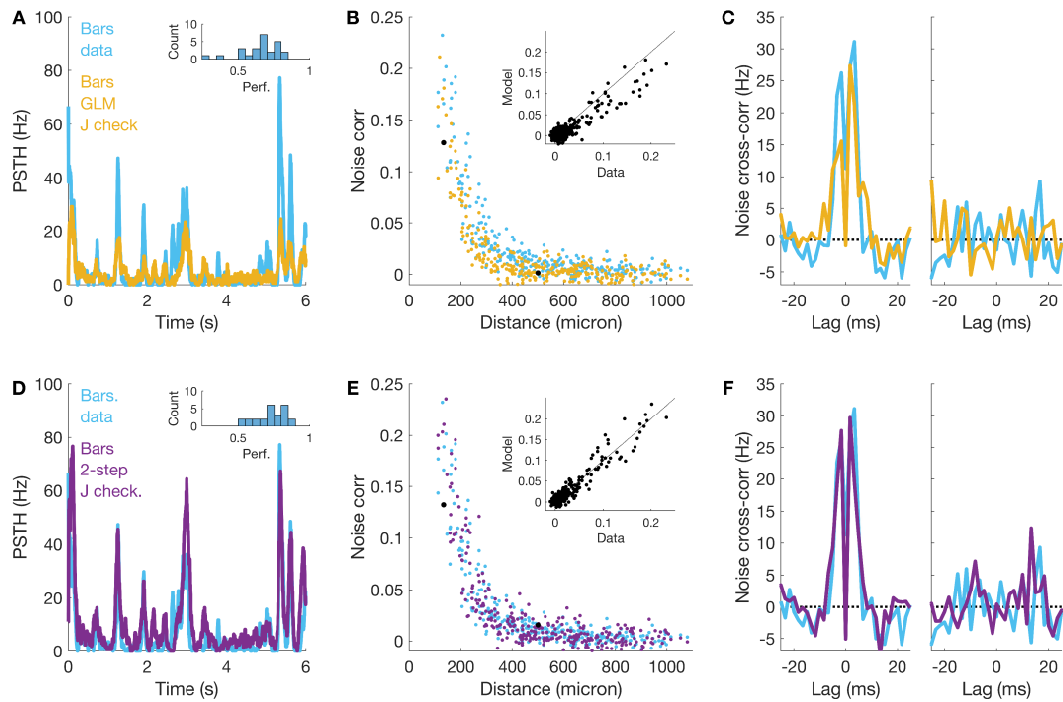 A
100
80
60
40
20
0
PSTH (Hz)
Bars
data
Bars
GLM
J check
Count
10
5
0
0.5
1
Perf.
0
2
4
6
Time (s)
B
0.25
0.2
0.15
0.1
0.05
0
Noise corr
Model
0.2
0.15
0.1
0.05
0
0
0.1
0.2
Data
200
400
600
800
1000
Distance (micron)
C
35
30
25
20
15
10
5
0
-5
Noise cross-corr (Hz)
-20
0
20
Lag (ms)
-20
0
20
Lag (ms)
D
100
80
60
40
20
0
PSTH (Hz)
Bars.
data
Bars
2-step
J check.
Count
10
5
0
0.5
1
Perf.
0
2
4
6
Time (s)
E
0.25
0.2
0.15
0.1
0.05
0
Noise corr
Model
0.2
0.15
0.1
0.05
0
0
0.1
0.2
Data
200
400
600
800
1000
Distance (micron)
F
35
30
25
20
15
10
5
0
-5
Noise cross-corr (Hz)
-20
0
20
Lag (ms)
-20
0
20
Lag (ms)